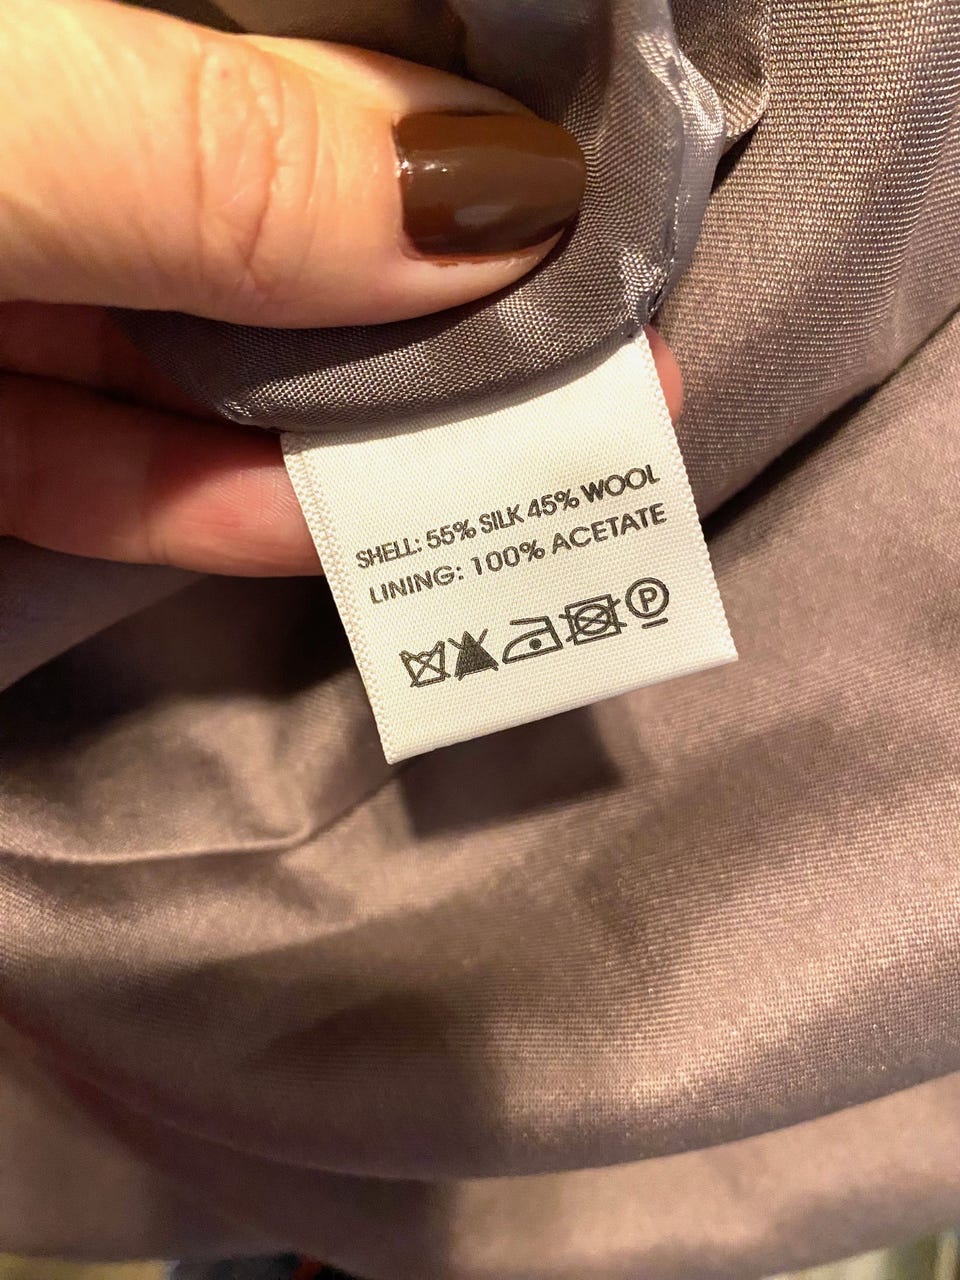 SHELL: 55% SILK 45% WOOL
LINING: 100% ACETATE
P